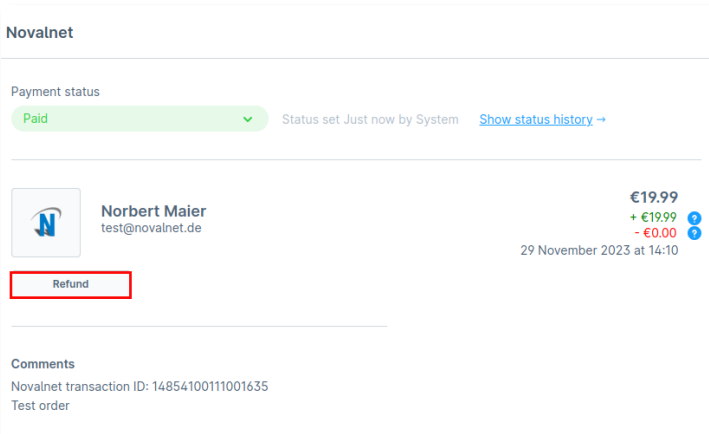 Novalnet
Payment status
Paid
Status set Just now by System
Show status history →
N
Norbert Maier
test@novalnet.de
€19.99
+ €19.99 ?
- €0.00 ?
29 November 2023 at 14:10
Refund
Comments
Novalnet transaction ID: 14854100111001635
Test order